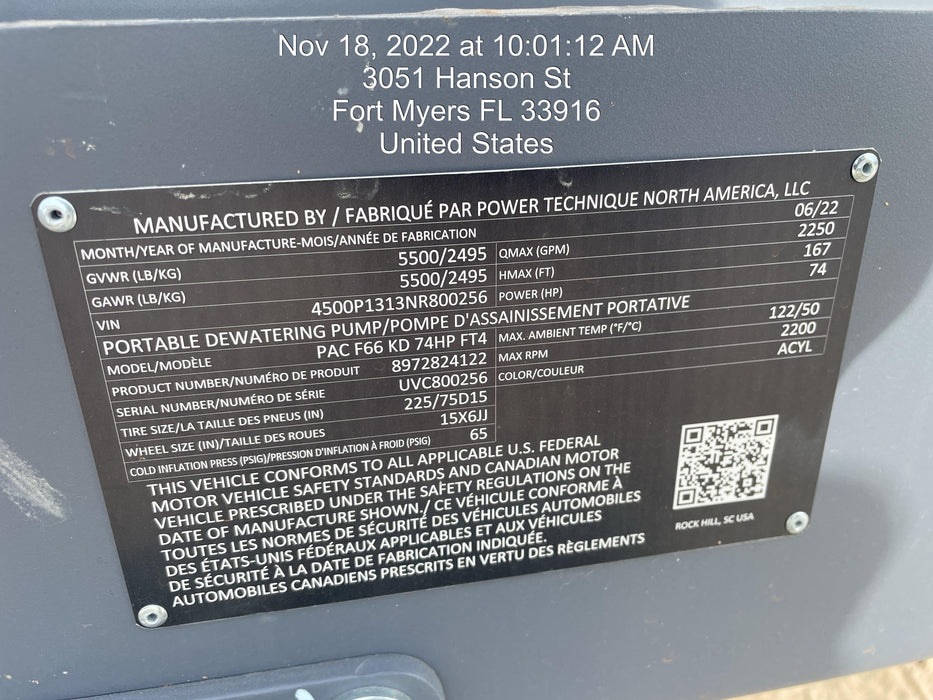 Nov 18, 2022 at 10:01:12 AM
3051 Hanson St
Fort Myers FL 33916
United States
MANUFACTURED BY / FABRIQUÉ PAR POWER TECHNIQUE NORTH AMERICA, LLC
MONTH/YEAR OF MANUFACTURE-MOIS/ANNÉE DE FABRICATION 06/22
GVWR (LB/KG) 5500/2495 QMAX (GPM) 2250
GAWR (LB/KG) 5500/2495 HMAX (FT) 167
VIN 4500P1313NR800256 POWER (HP) 74
PORTABLE DEWATERING PUMP/POMPE D'ASSAINISSEMENT PORTATIVE
MODEL/MODÈLE PAC F66 KD 74HP FT4 MAX. AMBIENT TEMP (°F/°C) 122/50
PRODUCT NUMBER/NUMÉRO DE PRODUIT 8972824122 MAX RPM 2200
SERIAL NUMBER/NUMÉRO DE SÉRIE UVC800256 COLOR/COULEUR ACYL
TIRE SIZE/LA TAILLE DES PNEUS (IN) 225/75D15
WHEEL SIZE (IN)/TAILLE DES ROUES 15X6JJ
COLD INFLATION PRESS (PSIG)/PRESSION D'INFLATION À FROID (PSIG) 65
THIS VEHICLE CONFORMS TO ALL APPLICABLE U.S. FEDERAL
MOTOR VEHICLE SAFETY STANDARDS AND CANADIAN MOTOR
VEHICLE PRESCRIBED UNDER THE SAFETY REGULATIONS ON THE
DATE OF MANUFACTURE SHOWN./ CE VÉHICULE CONFORME À
TOUTES LES NORMES DE SÉCURITÉ DES VÉHICULES AUTOMOBILES
DES ÉTATS-UNIS FÉDÉRAUX APPLICABLES ET AUX VÉHICULES
DE SÉCURITÉ À LA DATE DE FABRICATION INDIQUÉE.
AUTOMOBILES CANADIENS PRESCRITS EN VERTU DES RÈGLEMENTS
ROCK HILL, SC USA